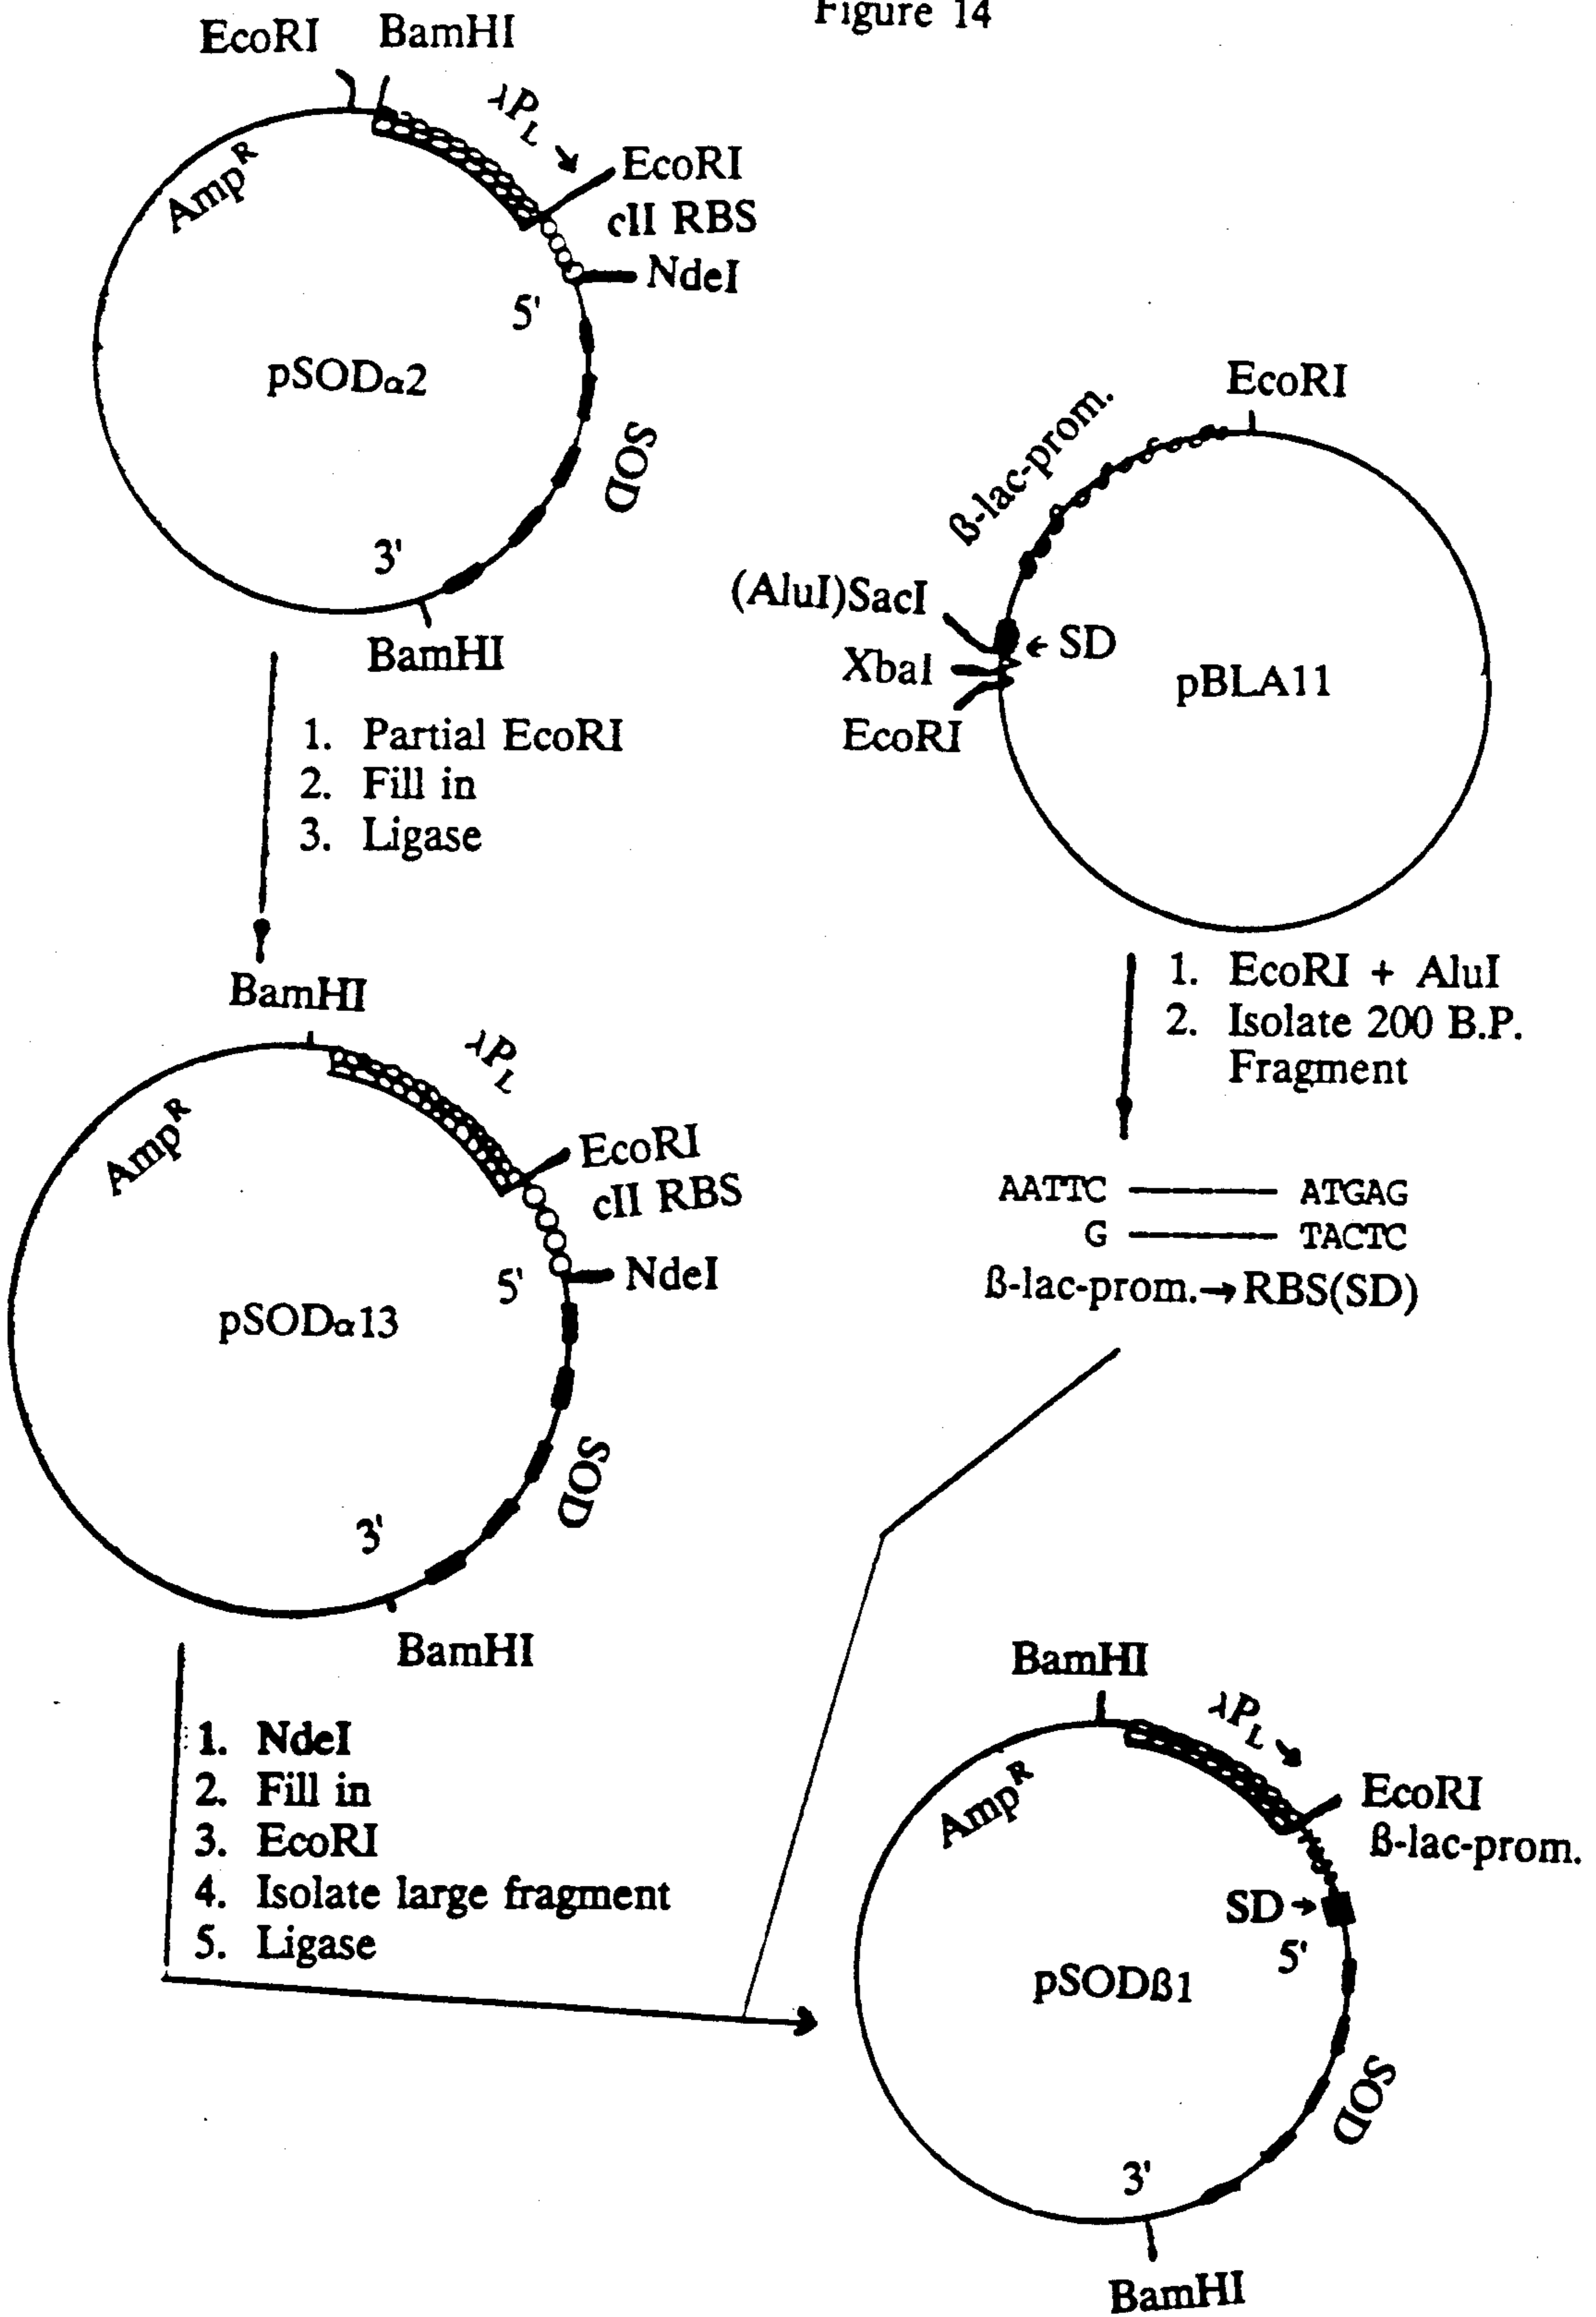 Figure 14
EcoRI BamHI
λPL
EcoRI
cII RBS
NdeI
AmpR
5'
pSODα2
SOD
3'
BamHI
1. Partial EcoRI
2. Fill in
3. Ligase
EcoRI
ß-lac-prom.
(AluI)SacI
← SD
XbaI
pBLA11
EcoRI
1. EcoRI + AluI
2. Isolate 200 B.P.
Fragment
AATTC ATGAG
G TACTC
ß-lac-prom.→RBS(SD)
BamHI
λPL
AmpR
EcoRI
cII RBS
5'
NdeI
pSODα13
SOD
3'
BamHI
1. NdeI
2. Fill in
3. EcoRI
4. Isolate large fragment
5. Ligase
BamHI
λPL
AmpR
EcoRI
ß-lac-prom.
SD→
5'
pSODß1
SOD
3'
BamHI